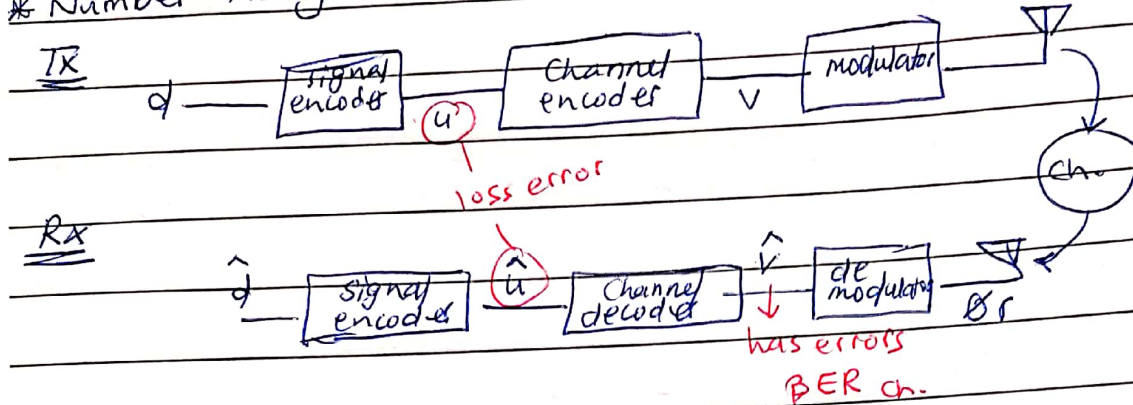 * Number
TX
d
signal
encoder
u
Channel
encoder
V
modulator
ch.
loss error
Rx
d̂
signal
encoder
û
Channel
decoder
v̂
de
modulator
r
has errors
BER ch.